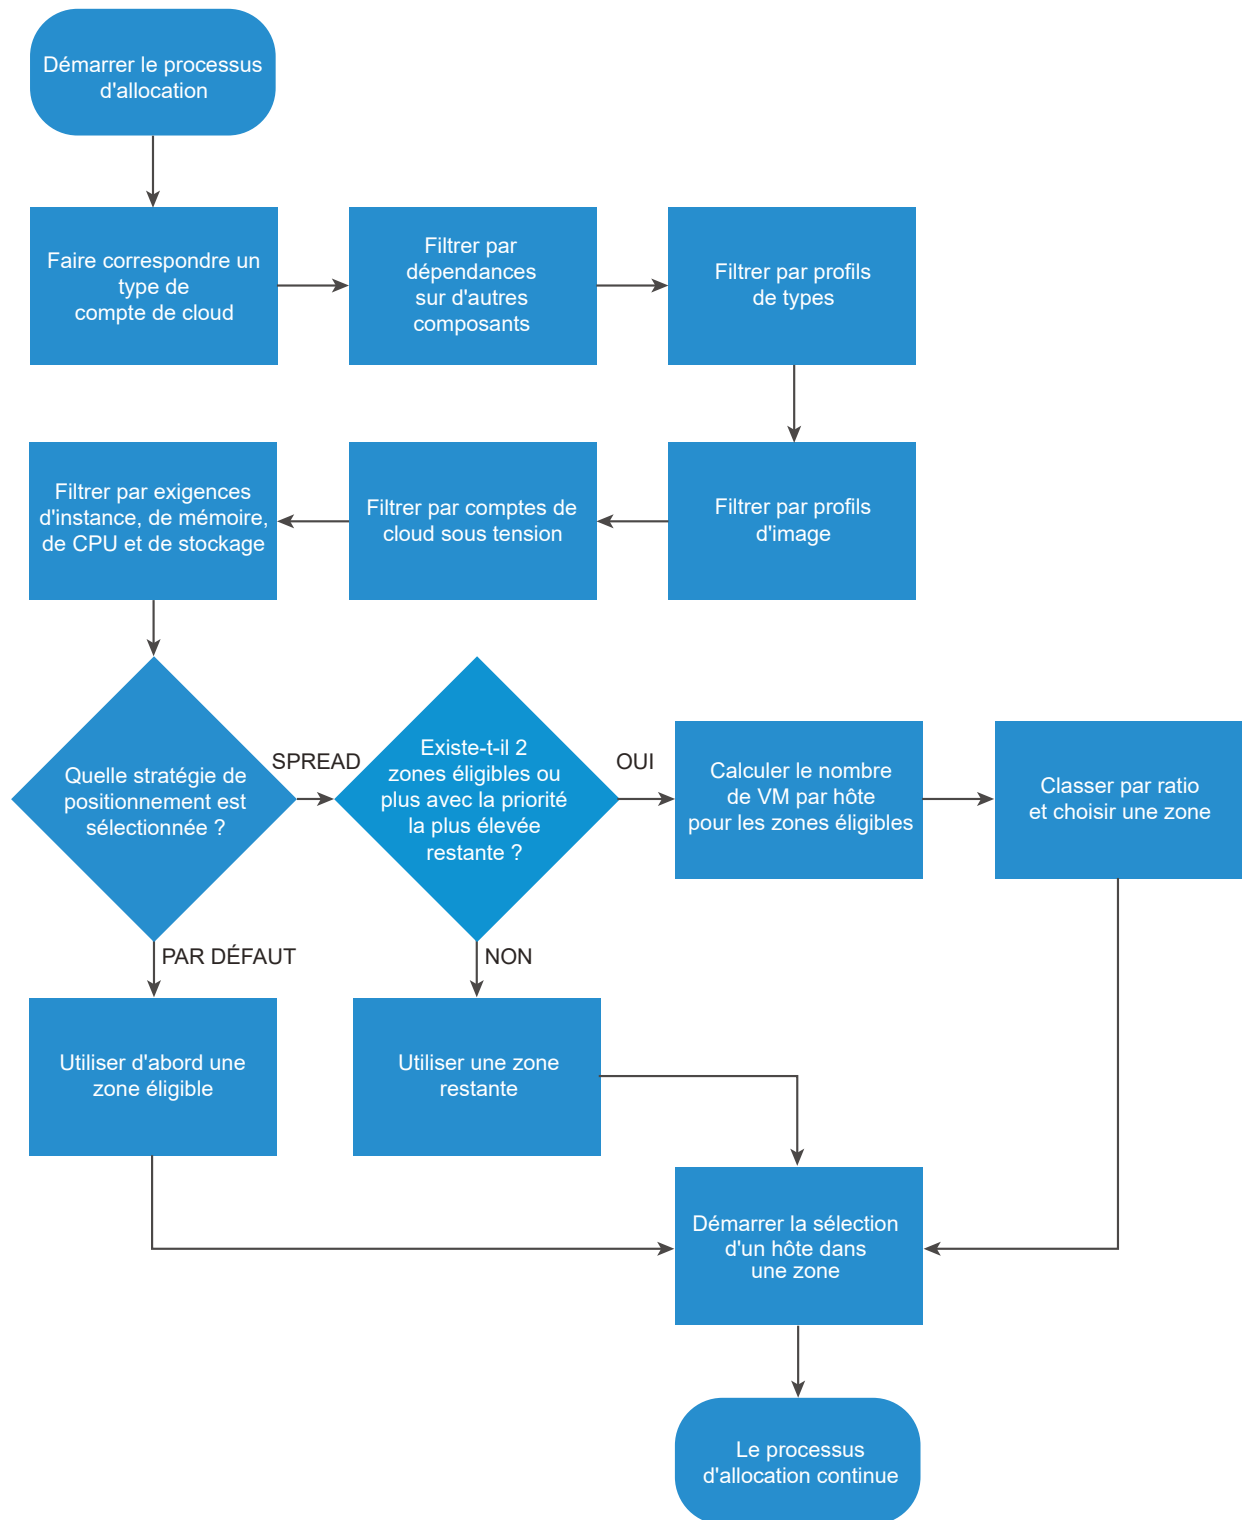 Démarrer le processus
d'allocation
Faire correspondre un
type de
compte de cloud
Filtrer par
dépendances
sur d'autres
composants
Filtrer par profils
de types
Filtrer par exigences
d'instance, de mémoire,
de CPU et de stockage
Filtrer par comptes de
cloud sous tension
Filtrer par profils
d'image
Quelle stratégie de
positionnement est
sélectionnée ?
SPREAD
Existe-t-il 2
zones éligibles ou
plus avec la priorité
la plus élevée
restante ?
OUI
Calculer le nombre
de VM par hôte
pour les zones éligibles
Classer par ratio
et choisir une zone
PAR DÉFAUT
NON
Utiliser d'abord une
zone éligible
Utiliser une zone
restante
Démarrer la sélection
d'un hôte dans
une zone
Le processus
d'allocation continue